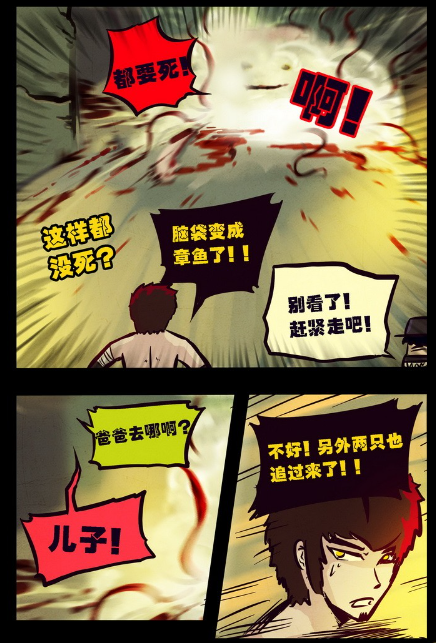 都要死！
啊！
这样都
没死？
脑袋变成
章鱼了！！
别看了！
赶紧走吧！
爸爸去哪啊？
儿子！
不好！另外两只也
追过来了！！